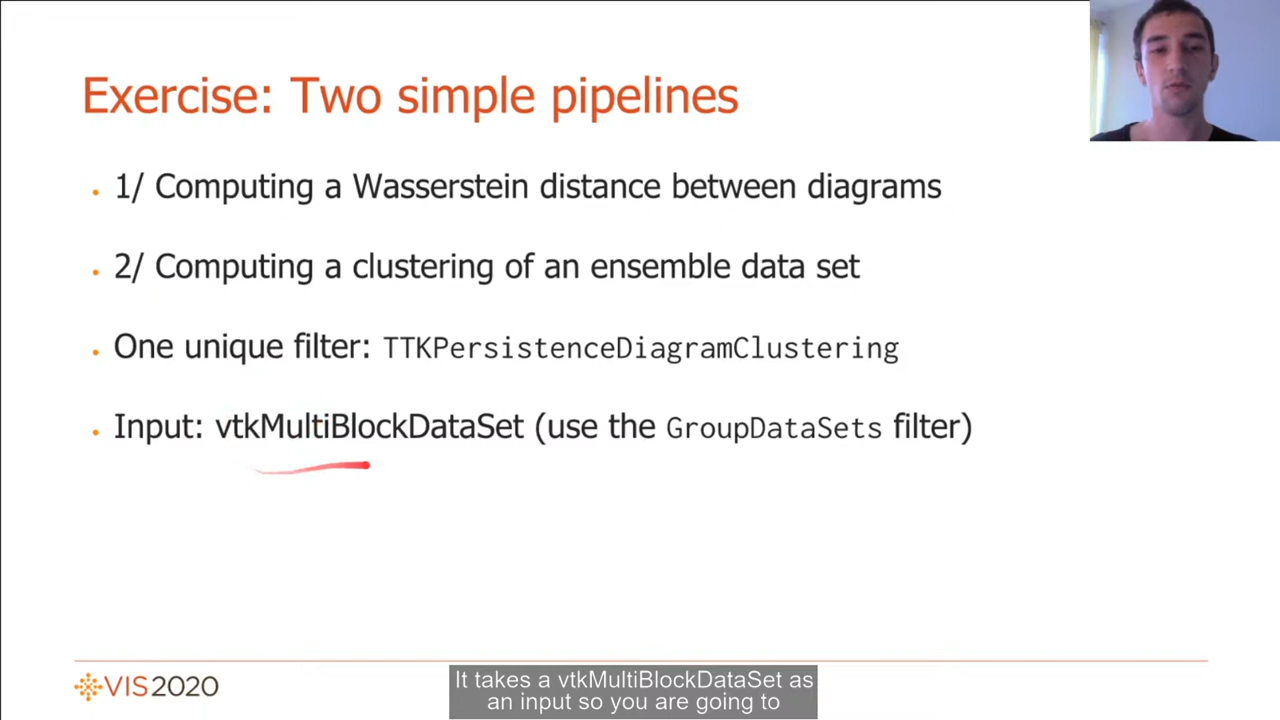 Exercise: Two simple pipelines
1/ Computing a Wasserstein distance between diagrams
2/ Computing a clustering of an ensemble data set
One unique filter: TTKPersistenceDiagramClustering
Input: vtkMultiBlockDataSet (use the GroupDataSets filter)
VIS2020
It takes a vtkMultiBlockDataSet as
an input so you are going to